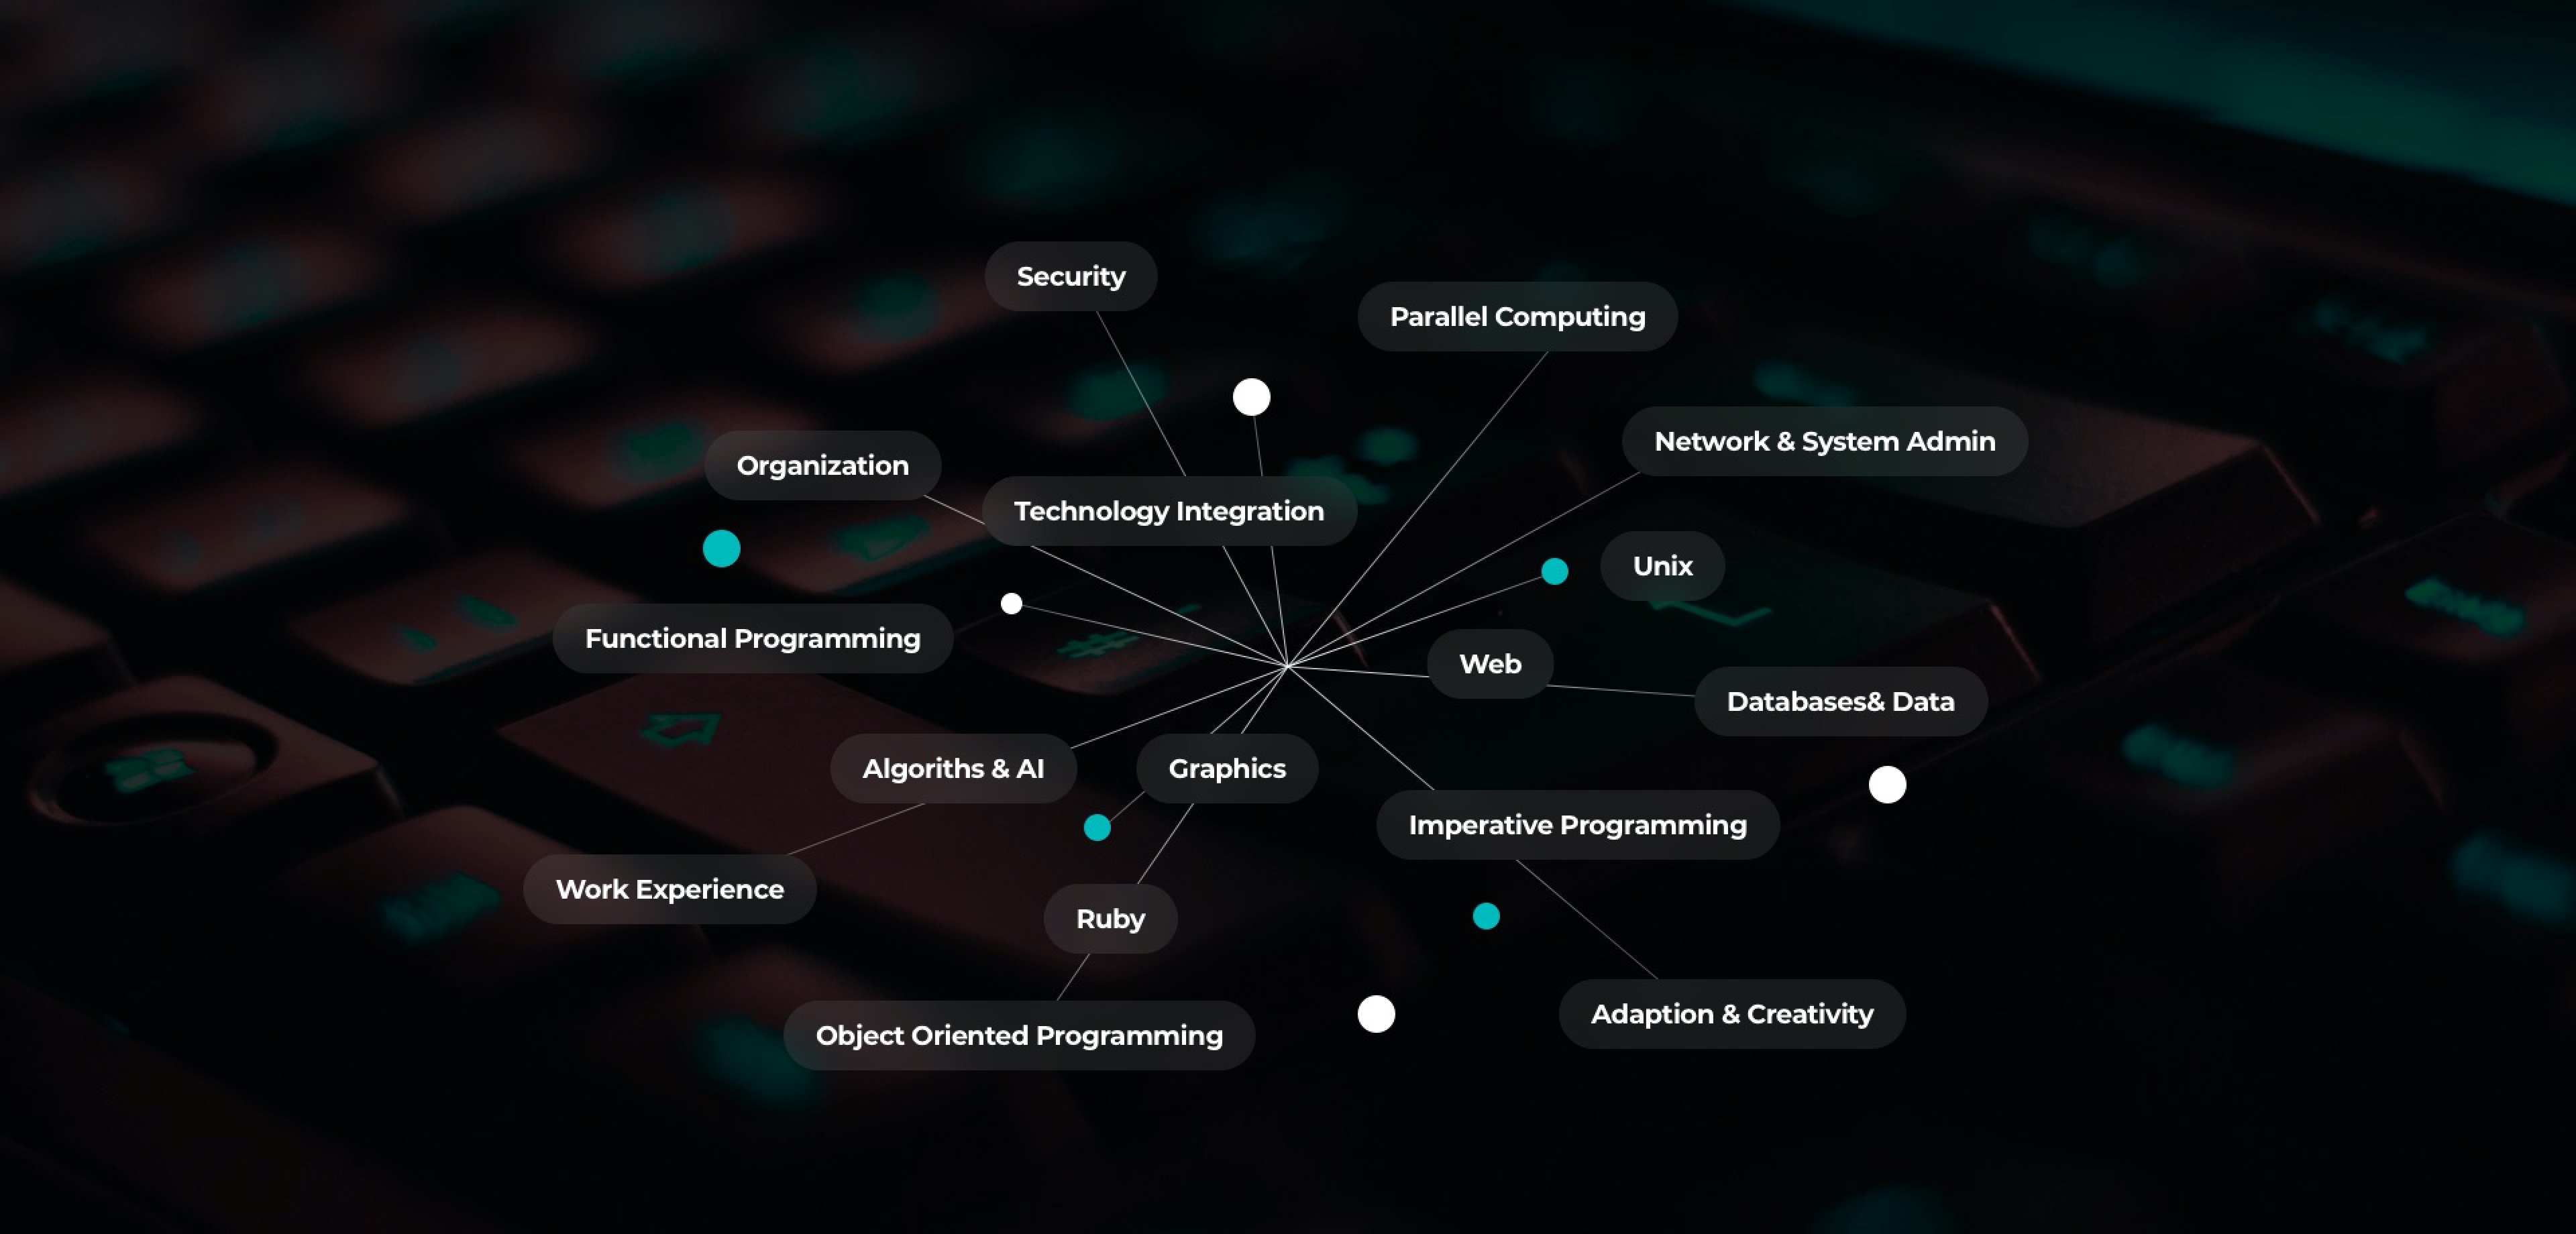 Security
Parallel Computing
Network & System Admin
Organization
Technology Integration
Unix
Functional Programming
Web
Databases& Data
Algoriths & AI
Graphics
Imperative Programming
Work Experience
Ruby
Adaption & Creativity
Object Oriented Programming